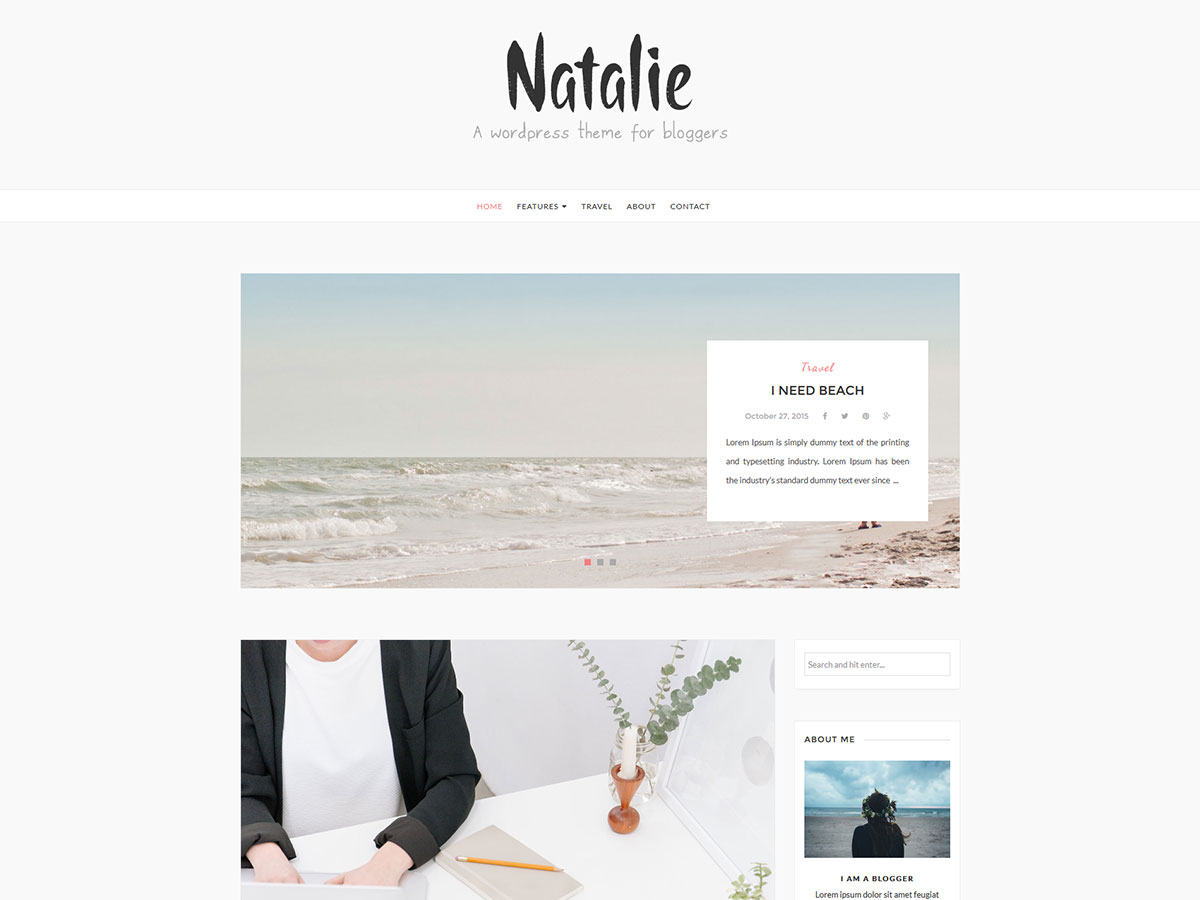 Natalie
A wordpress theme for bloggers
HOME FEATURES TRAVEL ABOUT CONTACT
Travel
I NEED BEACH
October 27, 2015
Lorem Ipsum is simply dummy text of the printing
and typesetting industry. Lorem Ipsum has been
the industry's standard dummy text ever since ...
Search and hit enter...
ABOUT ME
I AM A BLOGGER
Lorem ipsum dolor sit amet feugiat